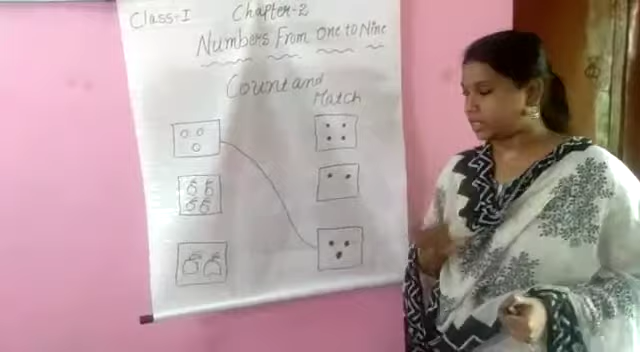 Class-I
Chapter-2
Numbers From One to Nine
Count and
Match